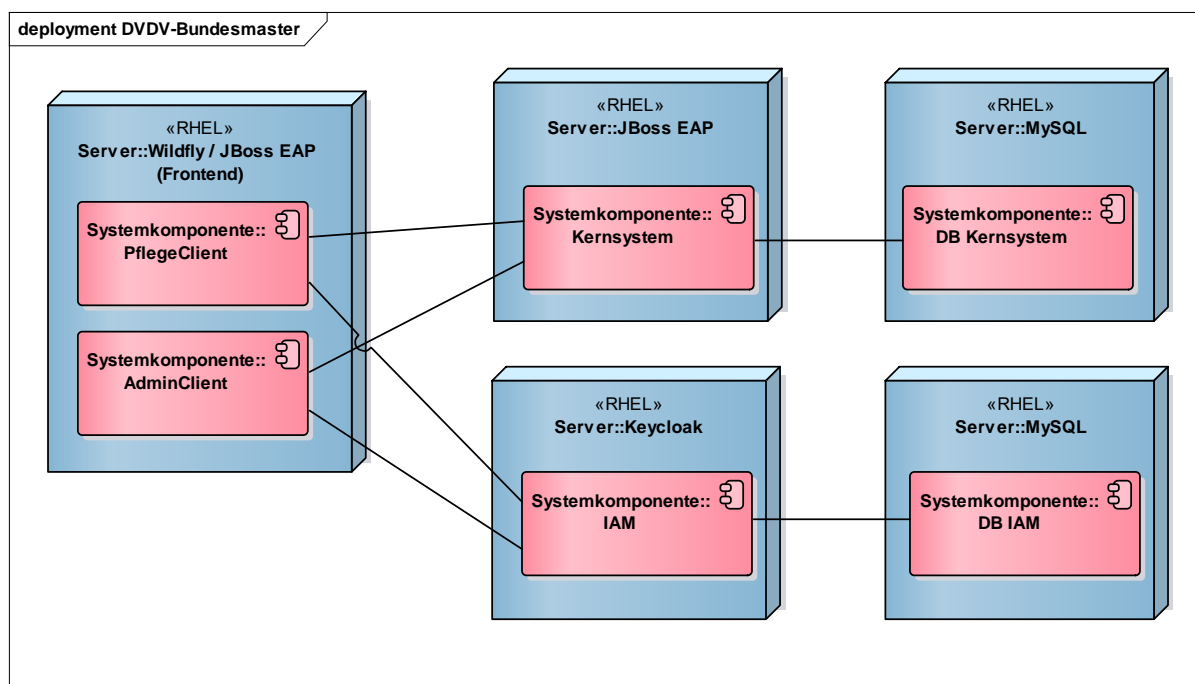 deployment DVDV-Bundesmaster
«RHEL»
Server::Wildfly / JBoss EAP
(Frontend)
Systemkomponente::
PflegeClient
Systemkomponente::
AdminClient
«RHEL»
Server::JBoss EAP
Systemkomponente::
Kernsystem
«RHEL»
Server::MySQL
Systemkomponente::
DB Kernsystem
«RHEL»
Server::Keycloak
Systemkomponente::
IAM
«RHEL»
Server::MySQL
Systemkomponente::
DB IAM